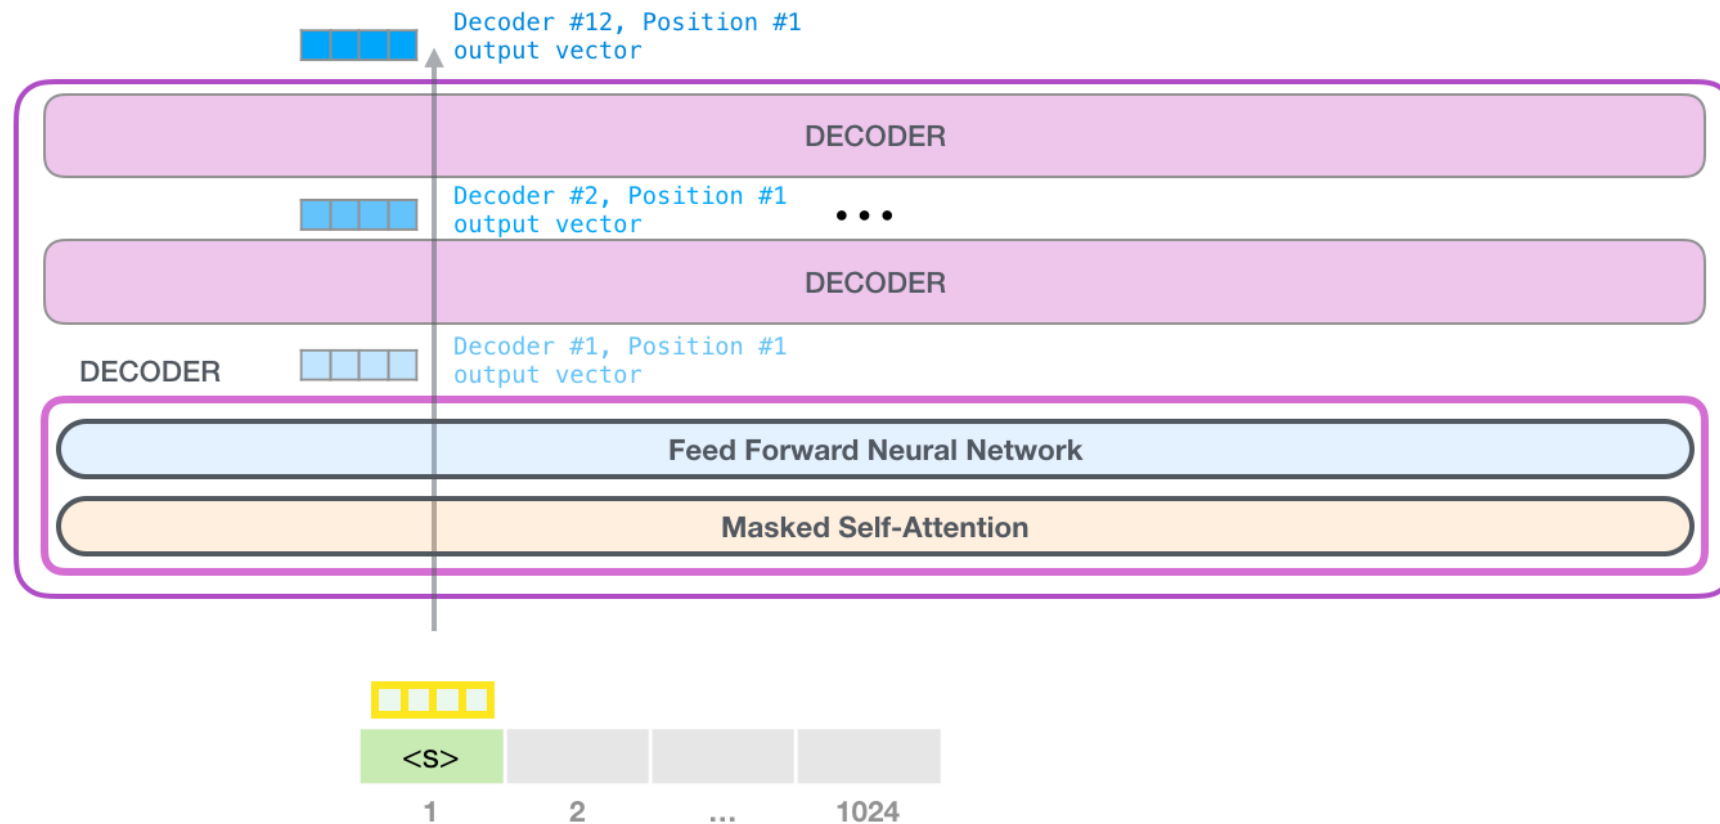 Decoder #12, Position #1
output vector
DECODER
Decoder #2, Position #1
output vector
...
DECODER
Decoder #1, Position #1
output vector
DECODER
Feed Forward Neural Network
Masked Self-Attention
<s>
1 2 ... 1024